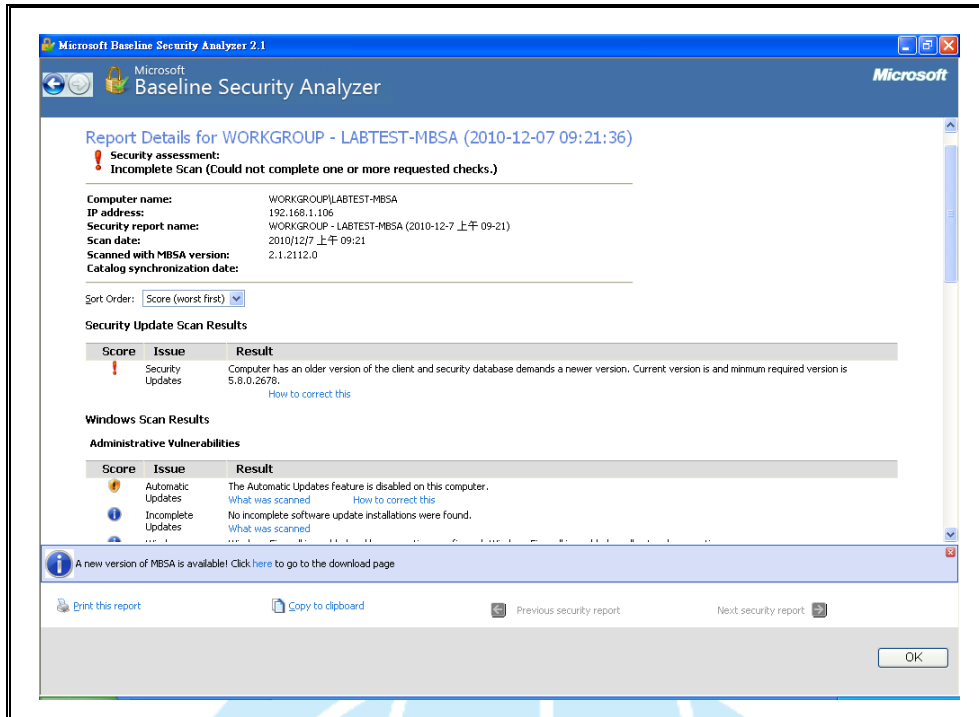 Microsoft Baseline Security Analyzer 2.1
Microsoft
Baseline Security Analyzer
Microsoft
Report Details for WORKGROUP - LABTEST-MBSA (2010-12-07 09:21:36)
Security assessment:
Incomplete Scan (Could not complete one or more requested checks.)
Computer name: WORKGROUP\LABTEST-MBSA
IP address: 192.168.1.106
Security report name: WORKGROUP - LABTEST-MBSA (2010-12-7 上午 09-21)
Scan date: 2010/12/7 上午 09:21
Scanned with MBSA version: 2.1.2112.0
Catalog synchronization date:
Sort Order: Score (worst first)
Security Update Scan Results
Score Issue Result
Security Updates Computer has an older version of the client and security database demands a newer version. Current version is and minmum required version is
5.8.0.2678.
How to correct this
Windows Scan Results
Administrative Vulnerabilities
Score Issue Result
Automatic Updates The Automatic Updates feature is disabled on this computer.
What was scanned How to correct this
Incomplete Updates No incomplete software update installations were found.
What was scanned
A new version of MBSA is available! Click here to go to the download page
Print this report Copy to clipboard Previous security report Next security report
OK